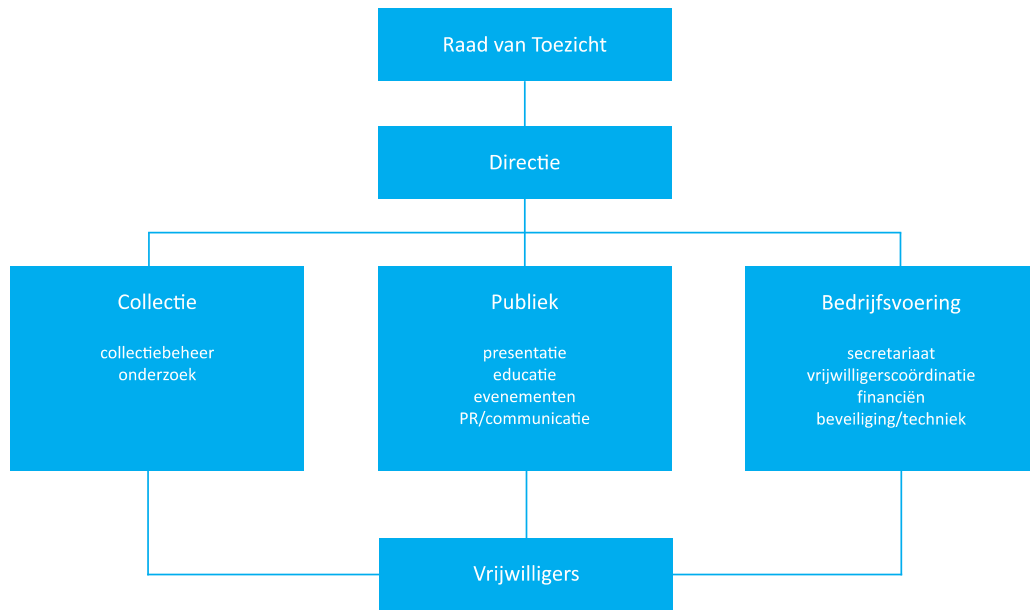 Raad van Toezicht
Directie
Collectie
collectiebeheer
onderzoek
Publiek
presentatie
educatie
evenementen
PR/communicatie
Bedrijfsvoering
secretariaat
vrijwilligerscoördinatie
financiën
beveiliging/techniek
Vrijwilligers